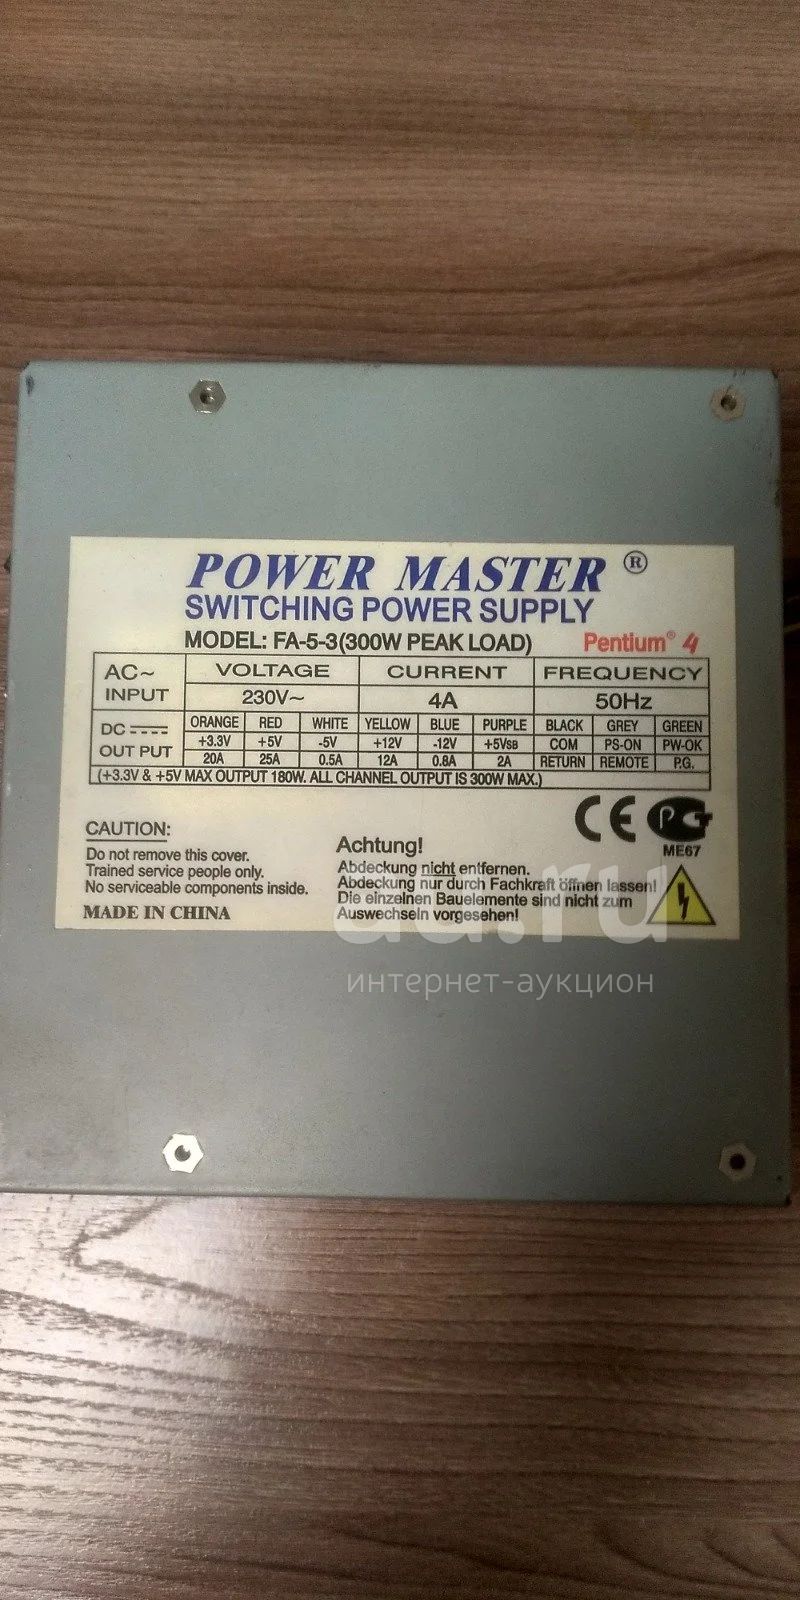 POWER MASTER ®
SWITCHING POWER SUPPLY
MODEL: FA-5-3(300W PEAK LOAD) Pentium® 4
AC~ INPUT VOLTAGE CURRENT FREQUENCY
230V~ 4A 50Hz
DC OUT PUT ORANGE RED WHITE YELLOW BLUE PURPLE BLACK GREY GREEN
+3.3V +5V -5V +12V -12V +5VSB COM PS-ON PW-OK
20A 25A 0.5A 12A 0.8A 2A RETURN REMOTE P.G.
(+3.3V & +5V MAX OUTPUT 180W. ALL CHANNEL OUTPUT IS 300W MAX.)
CE PCT
ME67
CAUTION:
Do not remove this cover.
Trained service people only.
No serviceable components inside.
MADE IN CHINA
Achtung!
Abdeckung nicht entfernen.
Abdeckung nur durch Fachkraft öffnen lassen!
Die einzelnen Bauelemente sind nicht zum
Auswechseln vorgesehen!
au.ru
интернет-аукцион